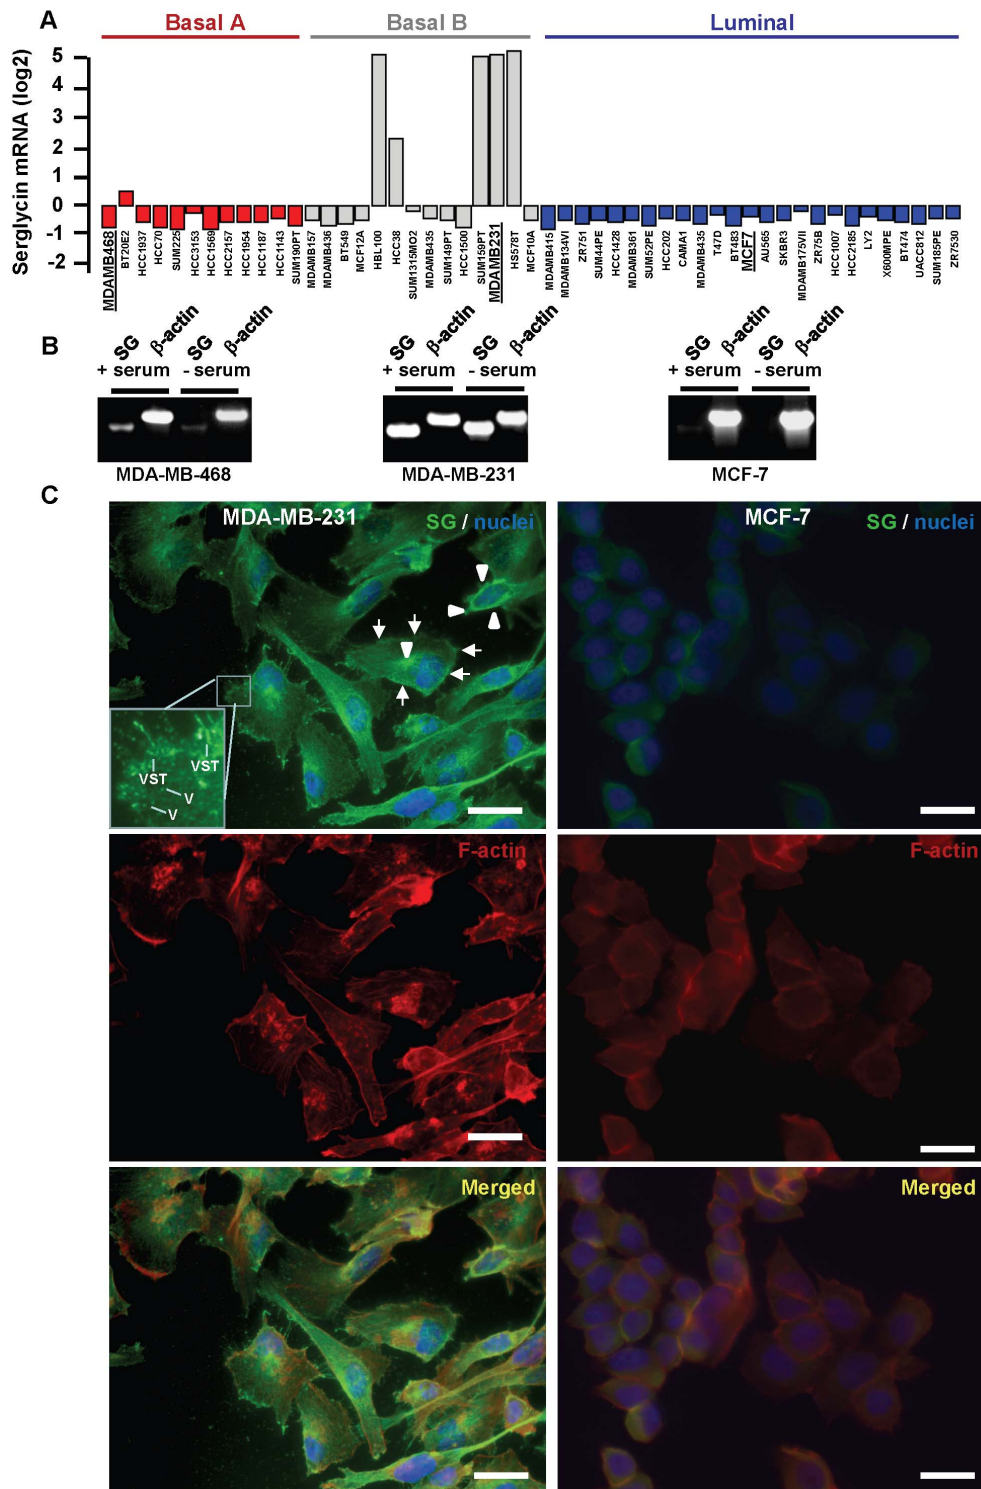 A
Basal A
Basal B
Luminal
Serglycin mRNA (log2)
5
4
3
2
1
0
-1
-2
MDAMB468
BT20E2
HCC1937
HCC70
SUM225
HCC3153
HCC1569
HCC2157
HCC1954
HCC1187
HCC1143
SUM190PT
MDAMB157
MDAMB436
BT549
MCF12A
HBL100
HCC38
SUM1315MO2
MDAMB435
SUM149PT
HCC1500
SUM159PT
MDAMB231
HS578T
MCF10A
MDAMB415
MDAMB134VI
ZR751
SUM44PE
HCC1428
MDAMB361
SUM52PE
HCC202
CAMA1
MDAMB435
T47D
BT483
MCF7
AU565
SKBR3
MDAMB175VII
ZR75B
HCC1007
HCC2185
LY2
X600MPE
BT474
UACC812
SUM185PE
ZR7530
B
SG β-actin SG β-actin
+ serum - serum
MDA-MB-468
SG β-actin SG β-actin
+ serum - serum
MDA-MB-231
SG β-actin SG β-actin
+ serum - serum
MCF-7
C
MDA-MB-231
SG / nuclei
VST
VST
V
V
MCF-7
SG / nuclei
F-actin
F-actin
Merged
Merged